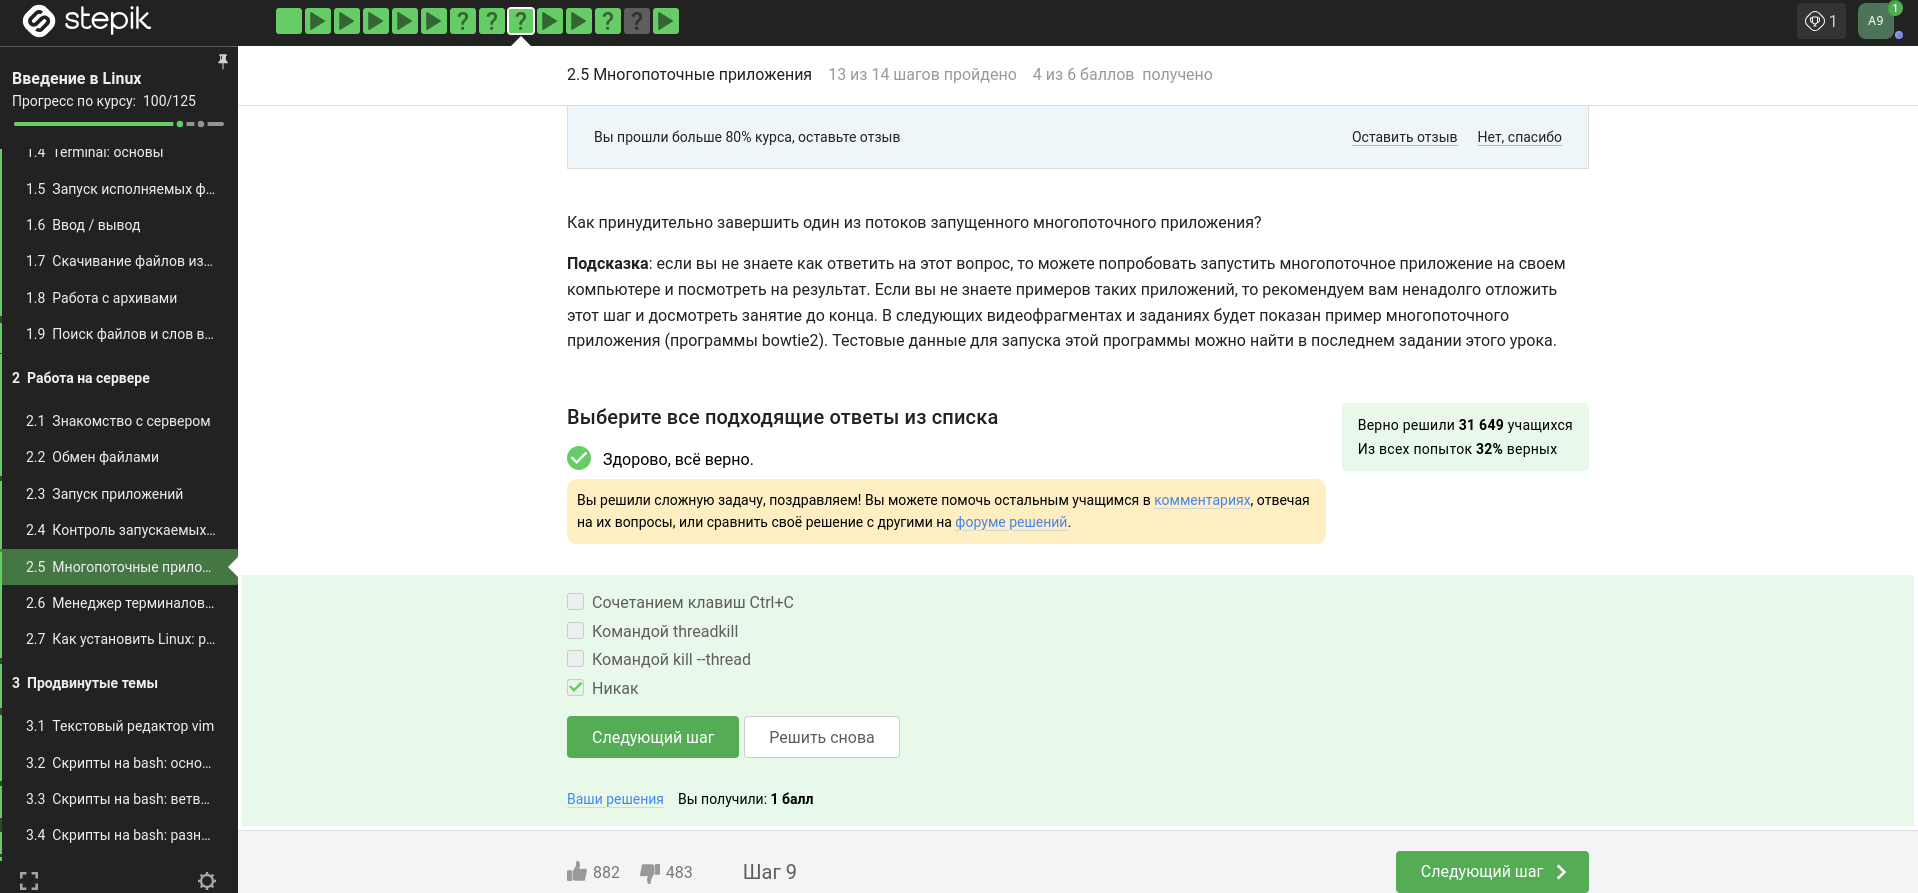 stepik
? ? ? ? ?
1
A9
1
Введение в Linux
Прогресс по курсу: 100/125
1.4 Terminal: основы
1.5 Запуск исполняемых ф...
1.6 Ввод / вывод
1.7 Скачивание файлов из...
1.8 Работа с архивами
1.9 Поиск файлов и слов в...
2 Работа на сервере
2.1 Знакомство с сервером
2.2 Обмен файлами
2.3 Запуск приложений
2.4 Контроль запускаемых...
2.5 Многопоточные прило...
2.6 Менеджер терминалов...
2.7 Как установить Linux: р...
3 Продвинутые темы
3.1 Текстовый редактор vim
3.2 Скрипты на bash: осно...
3.3 Скрипты на bash: ветв...
3.4 Скрипты на bash: разн...
2.5 Многопоточные приложения 13 из 14 шагов пройдено 4 из 6 баллов получено
Вы прошли больше 80% курса, оставьте отзыв Оставить отзыв Нет, спасибо
Как принудительно завершить один из потоков запущенного многопоточного приложения?
Подсказка: если вы не знаете как ответить на этот вопрос, то можете попробовать запустить многопоточное приложение на своем
компьютере и посмотреть на результат. Если вы не знаете примеров таких приложений, то рекомендуем вам ненадолго отложить
этот шаг и досмотреть занятие до конца. В следующих видеофрагментах и заданиях будет показан пример многопоточного
приложения (программы bowtie2). Тестовые данные для запуска этой программы можно найти в последнем задании этого урока.
Выберите все подходящие ответы из списка
Верно решили 31 649 учащихся
Из всех попыток 32% верных
Здорово, всё верно.
Вы решили сложную задачу, поздравляем! Вы можете помочь остальным учащимся в комментариях, отвечая
на их вопросы, или сравнить своё решение с другими на форуме решений.
Сочетанием клавиш Ctrl+C
Командой threadkill
Командой kill --thread
Никак
Следующий шаг Решить снова
Ваши решения Вы получили: 1 балл
882 483 Шаг 9 Следующий шаг